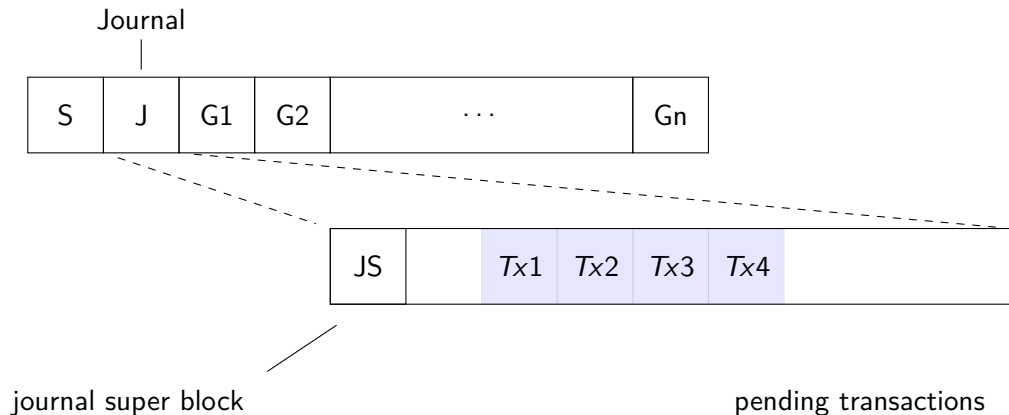 Journal
S J G1 G2 ... Gn
JS Tx1 Tx2 Tx3 Tx4
journal super block pending transactions